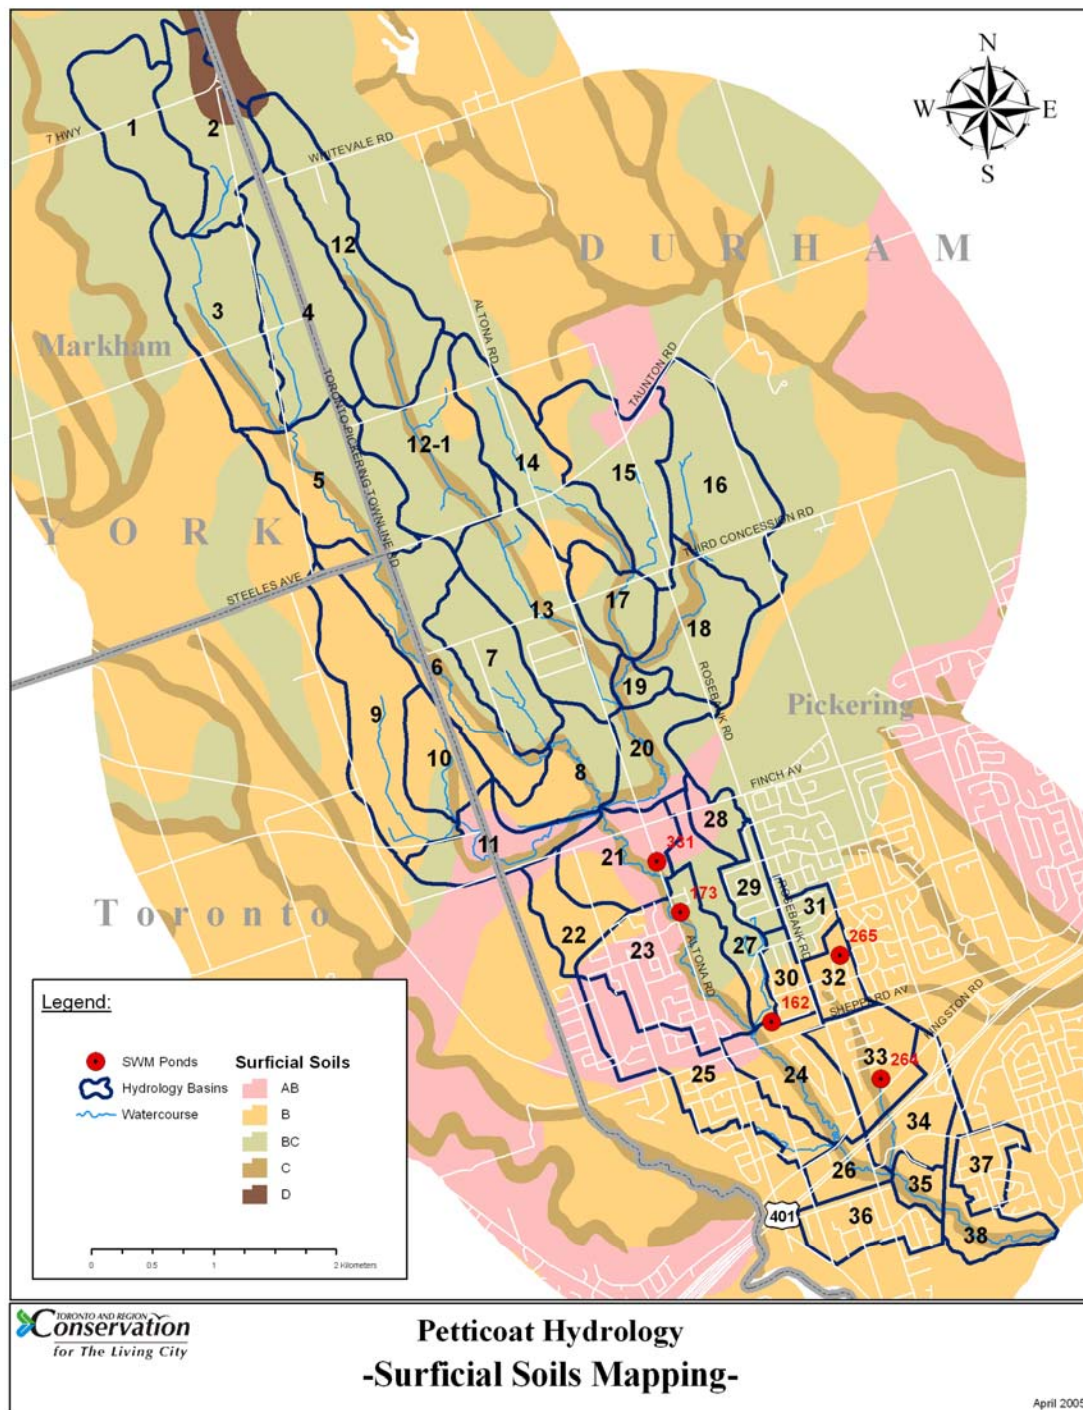 N
W E
S
7 HWY
1
2
WHITEVALE RD
12
D U R H A M
3
4
ALTONA RD
Markham
TORONTO-PICKERING TOWNLINE RD
TAUNTON RD
12-1
14
15
16
5
Y O R K
THIRD CONCESSION RD
STEELES AVE
13
17
18
7
6
19
ROSEBANK RD
Pickering
9
10
20
8
FINCH AV
28
11
21
331
29
173
31
Toronto
22
23
ALTONA RD
27
ROSEBANK RD
265
30
32
162
SHEPPARD AV
KINGSTON RD
33
264
25
24
34
26
35
37
401
36
38
Legend:
SWM Ponds
Hydrology Basins
Watercourse
Surficial Soils
AB
B
BC
C
D
0 0.5 1 2 Kilometers
TORONTO AND REGION
Conservation
for The Living City
Petticoat Hydrology
-Surficial Soils Mapping-
April 2005